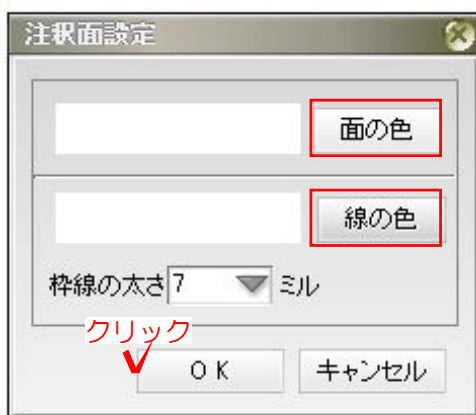 注釈面設定
面の色
線の色
枠線の太さ 7 ミル
クリック
OK キャンセル